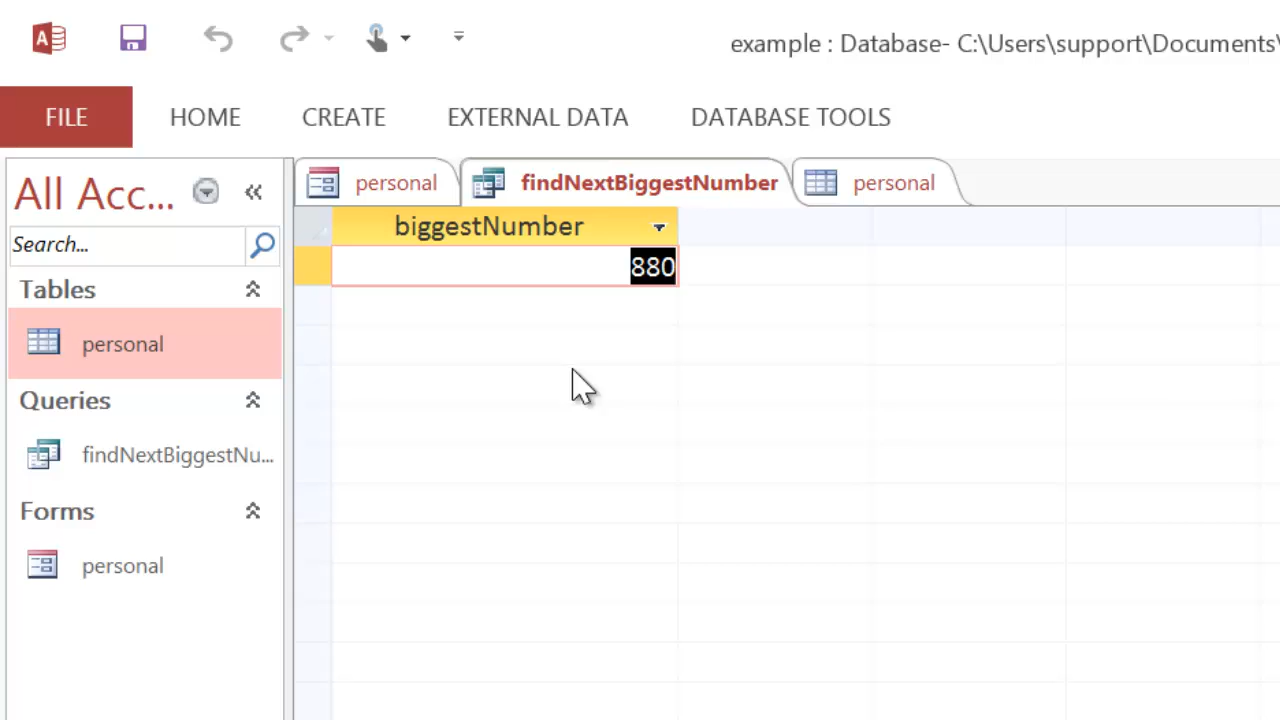 example : Database- C:\Users\support\Documents\
FILE HOME CREATE EXTERNAL DATA DATABASE TOOLS
All Acc...
Search...
Tables
personal
Queries
findNextBiggestNu...
Forms
personal
personal findNextBiggestNumber personal
biggestNumber
880